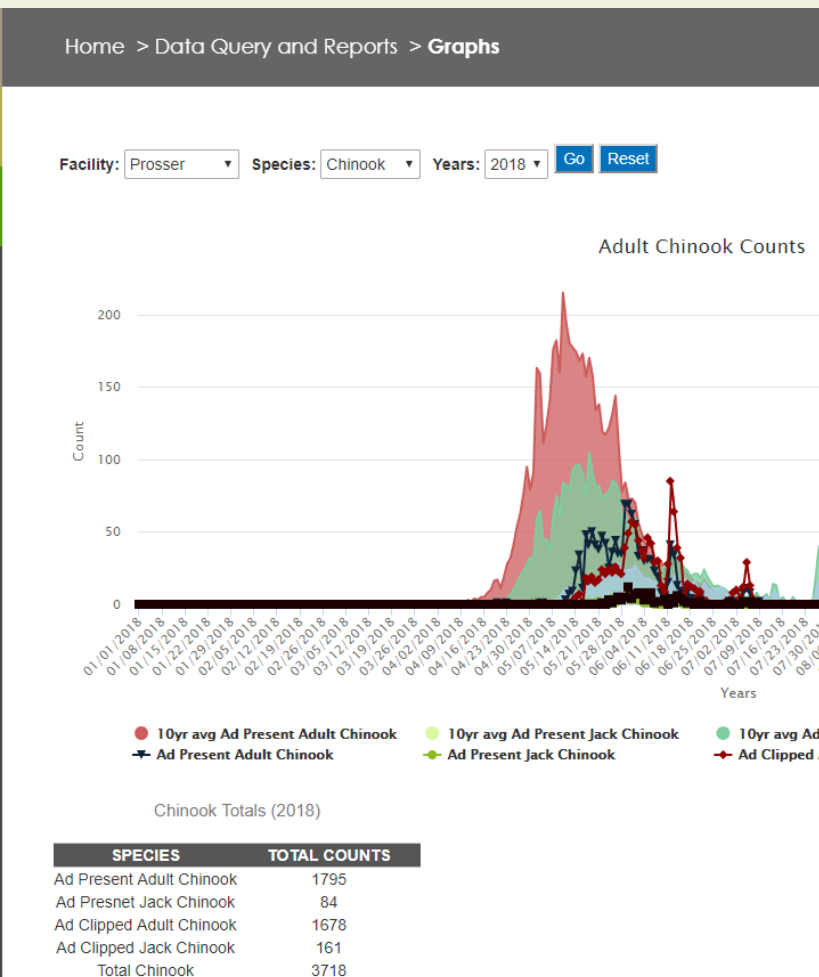 Home > Data Query and Reports > Graphs
Facility: Prosser Species: Chinook Years: 2018 Go Reset
Adult Chinook Counts
200
150
100
50
0
Count
01/01/2018 01/08/2018 01/15/2018 01/22/2018 01/29/2018 02/05/2018 02/12/2018 02/19/2018 02/26/2018 03/05/2018 03/12/2018 03/19/2018 03/26/2018 04/02/2018 04/09/2018 04/16/2018 04/23/2018 04/30/2018 05/07/2018 05/14/2018 05/21/2018 05/28/2018 06/04/2018 06/11/2018 06/18/2018 06/25/2018 07/02/2018 07/09/2018 07/16/2018 07/23/2018
Years
10yr avg Ad Present Adult Chinook 10yr avg Ad Present Jack Chinook 10yr avg Ad
Ad Present Adult Chinook Ad Present Jack Chinook Ad Clipped
Chinook Totals (2018)
SPECIES TOTAL COUNTS
Ad Present Adult Chinook 1795
Ad Presnet Jack Chinook 84
Ad Clipped Adult Chinook 1678
Ad Clipped Jack Chinook 161
Total Chinook 3718